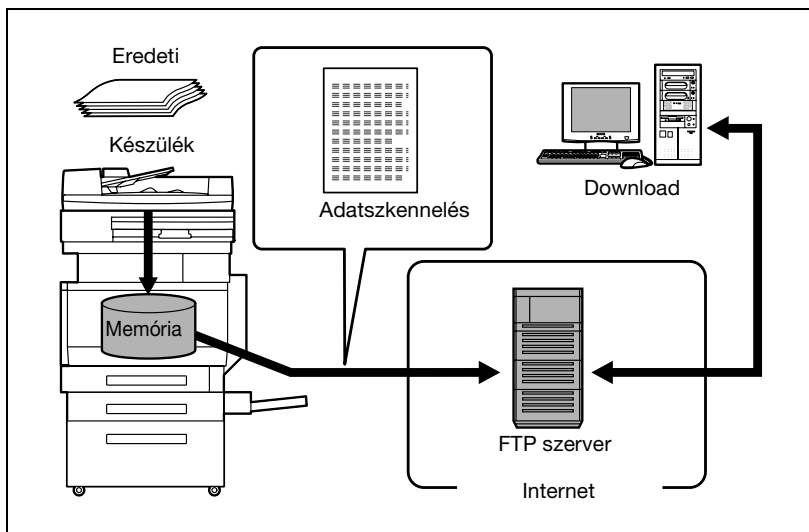 Eredeti
Készülék
Memória
Adatszkennelés
Download
FTP szerver
Internet